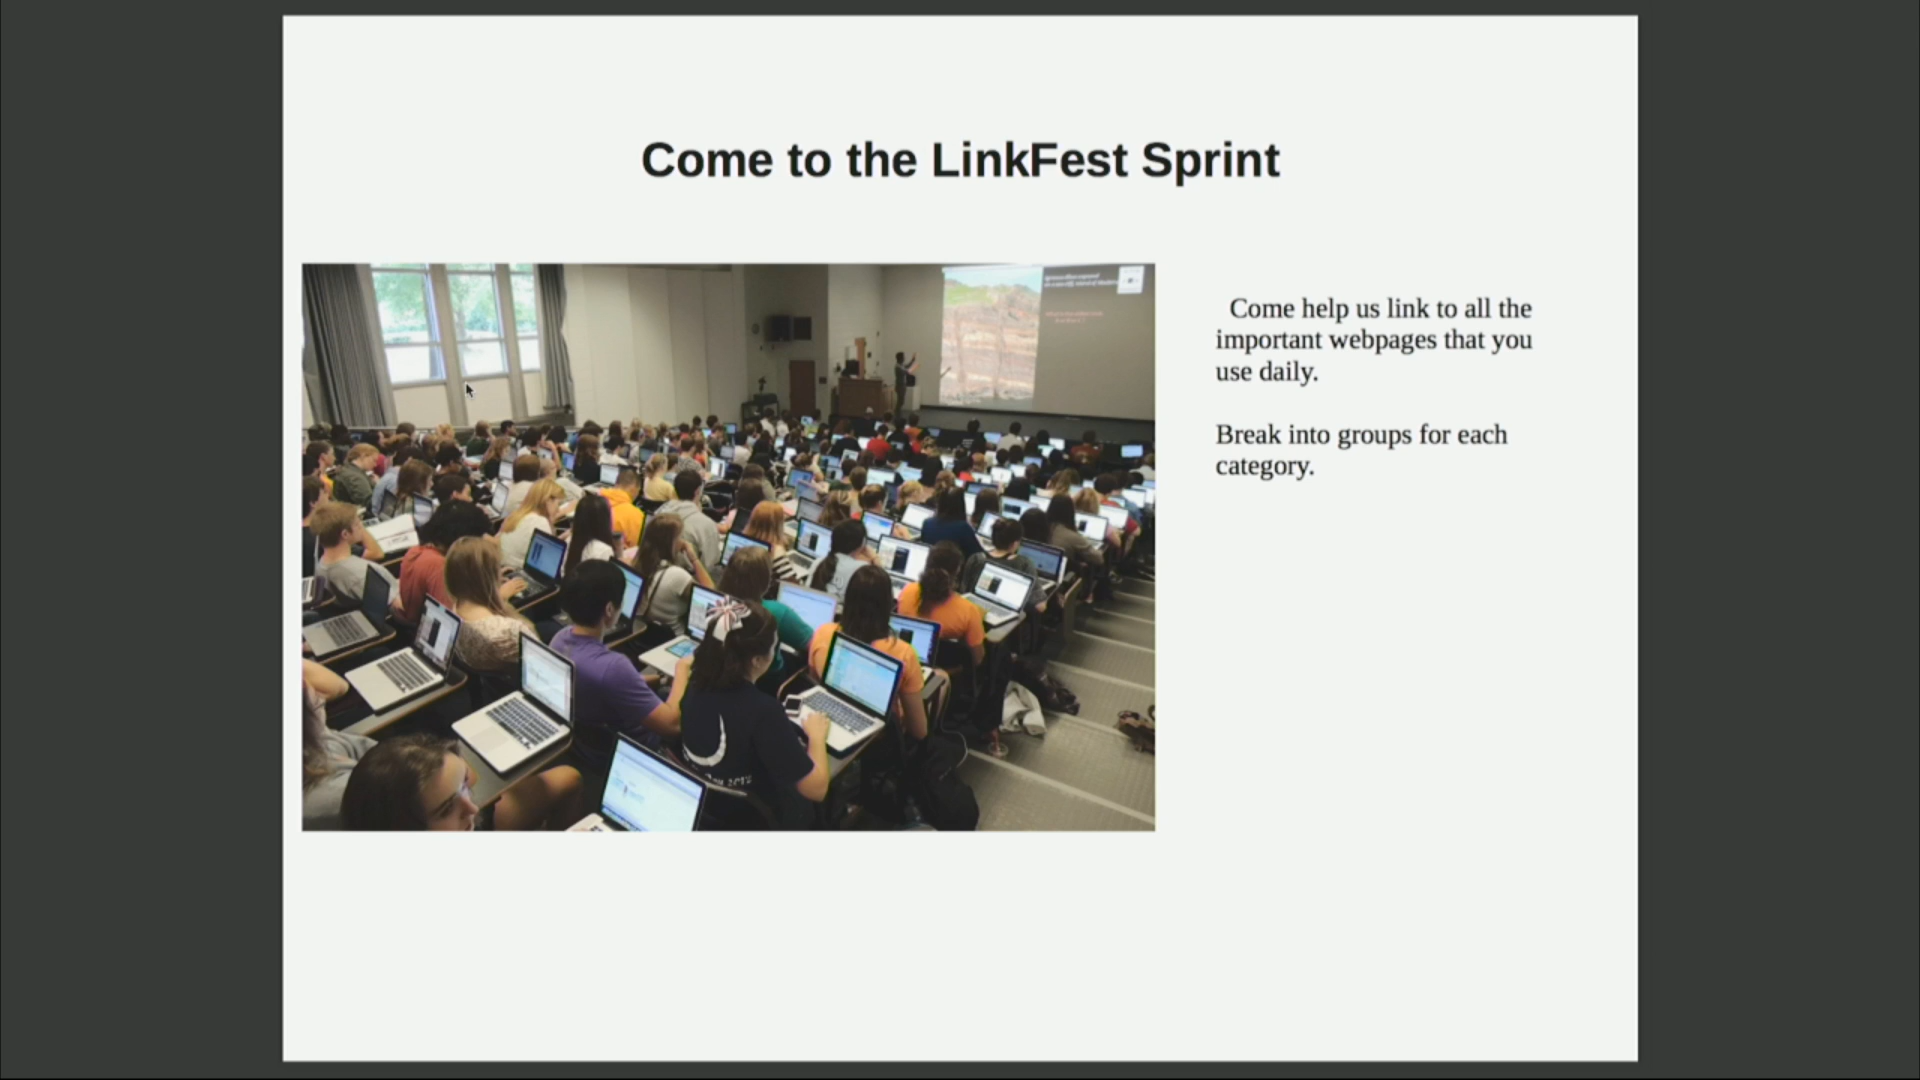 Come to the LinkFest Sprint
Come help us link to all the
important webpages that you
use daily.
Break into groups for each
category.